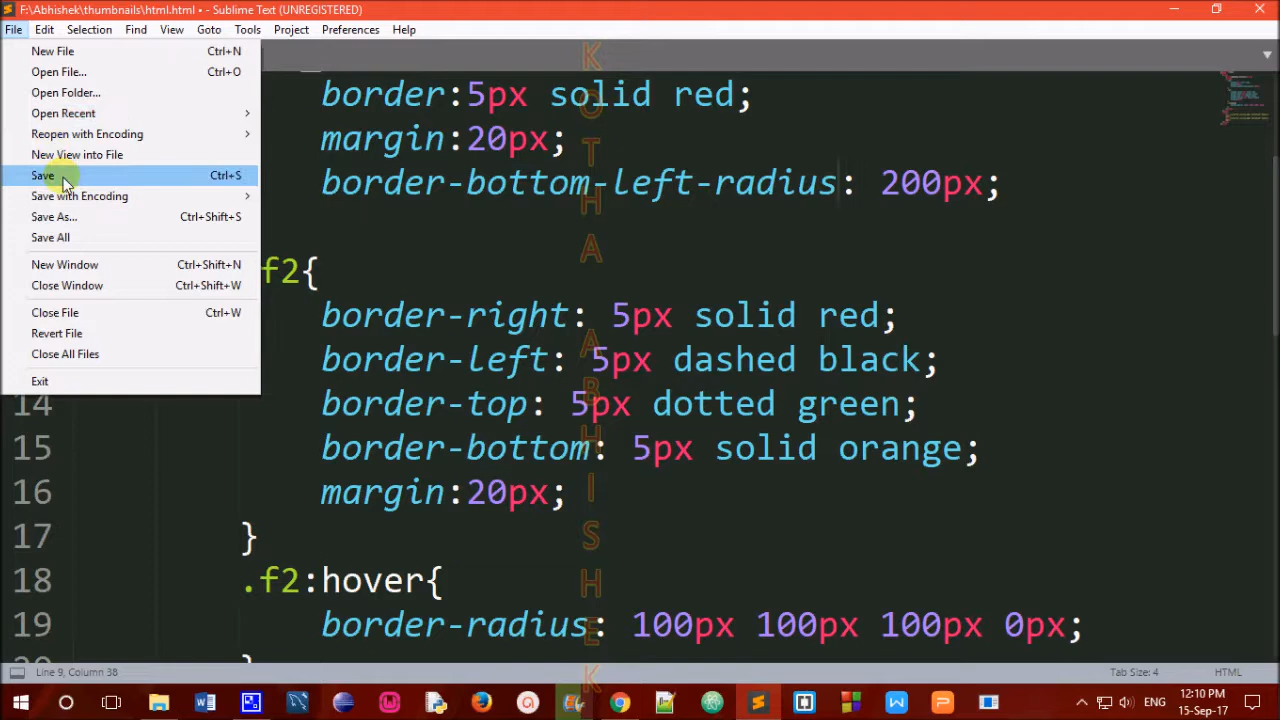 F:\Abhishek\thumbnails\html.html • - Sublime Text (UNREGISTERED)
File Edit Selection Find View Goto Tools Project Preferences Help
New File Ctrl+N
Open File... Ctrl+O
Open Folder...
Open Recent
Reopen with Encoding
New View into File
Save Ctrl+S
Save with Encoding
Save As... Ctrl+Shift+S
Save All
New Window Ctrl+Shift+N
Close Window Ctrl+Shift+W
Close File Ctrl+W
Revert File
Close All Files
Exit
border:5px solid red;
margin:20px;
border-bottom-left-radius: 200px;
f2{
border-right: 5px solid red;
border-left: 5px dashed black;
14 border-top: 5px dotted green;
15 border-bottom: 5px solid orange;
16 margin:20px;
17 }
18 .f2:hover{
19 border-radius: 100px 100px 100px 0px;
KOTHA ABHISHEK
Line 9, Column 38 Tab Size: 4 HTML
ENG
12:10 PM
15-Sep-17